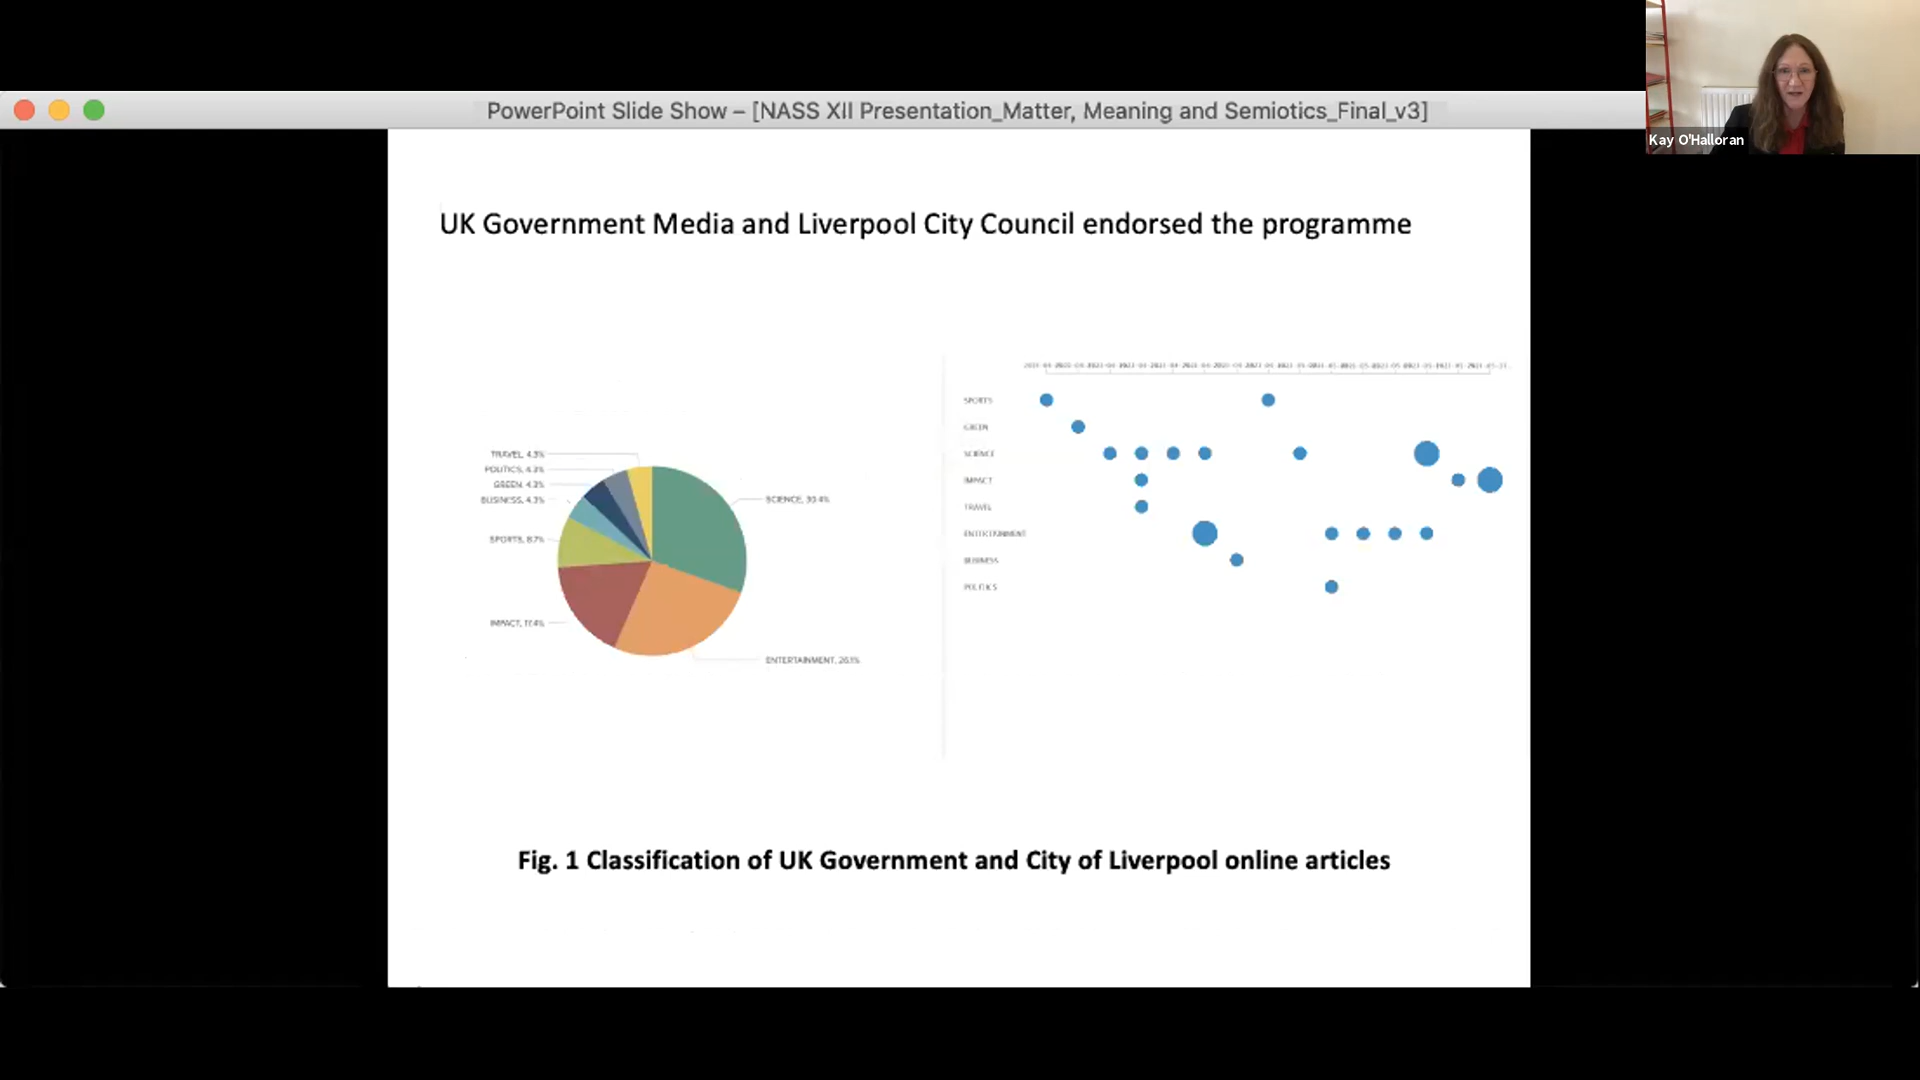 PowerPoint Slide Show – [NASS XII Presentation_Matter, Meaning and Semiotics_Final_v3]
Kay O'Halloran
UK Government Media and Liverpool City Council endorsed the programme
TRAVEL, 4.3%
POLITICS, 4.3%
GREEN, 4.3%
BUSINESS, 4.3%
SPORTS, 8.7%
IMPACT, 17.4%
SCIENCE, 30.4%
ENTERTAINMENT, 26.1%
SPORTS
GREEN
SCIENCE
IMPACT
TRAVEL
ENTERTAINMENT
BUSINESS
POLITICS
Fig. 1 Classification of UK Government and City of Liverpool online articles